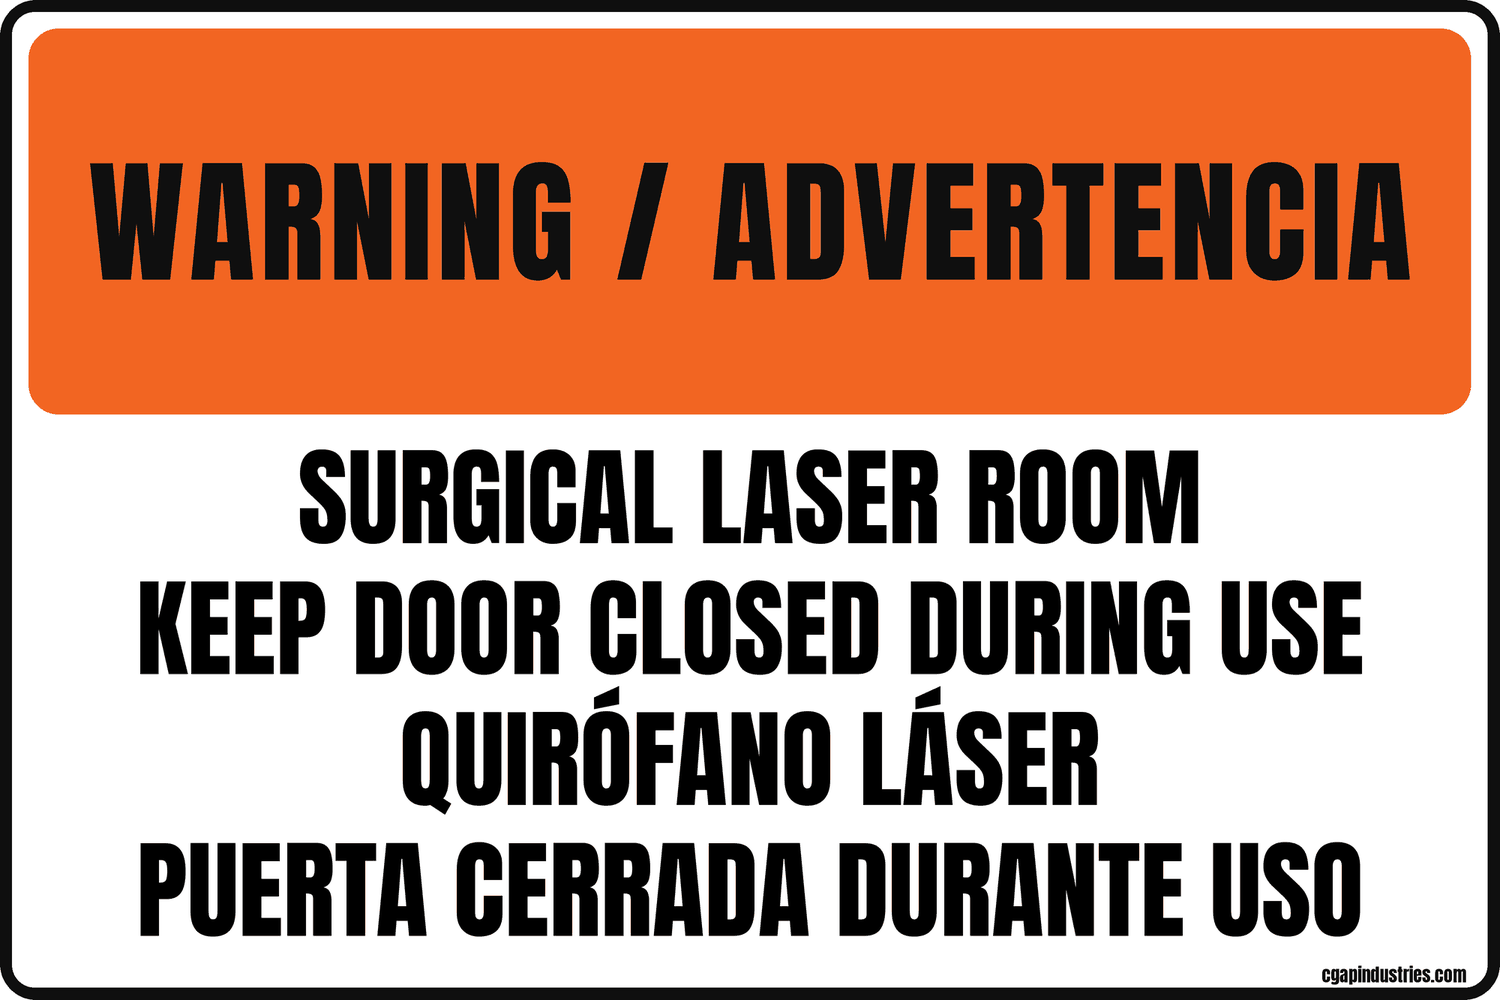 WARNING / ADVERTENCIA
SURGICAL LASER ROOM
KEEP DOOR CLOSED DURING USE
QUIRÓFANO LÁSER
PUERTA CERRADA DURANTE USO
cgapindustries.com